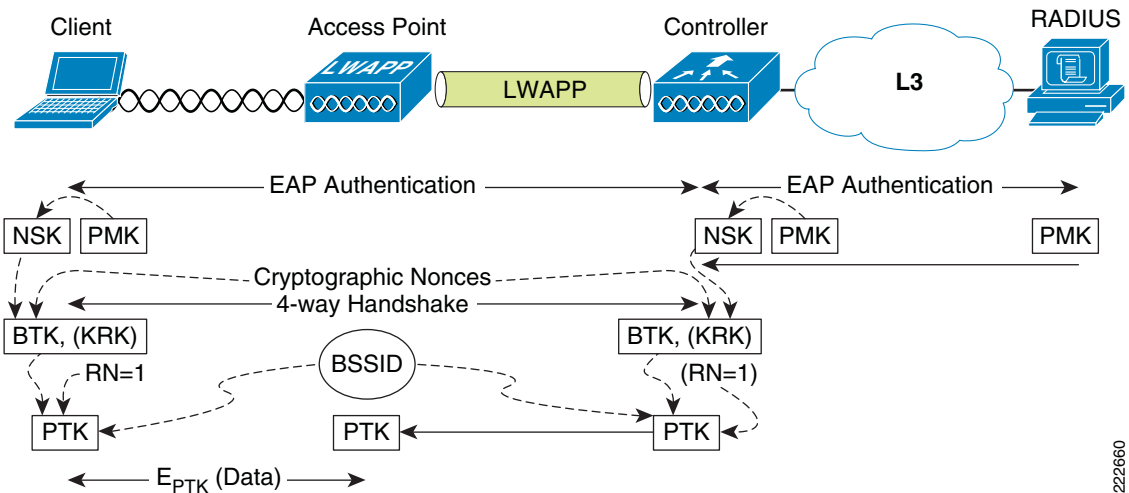 Client
Access Point
Controller
RADIUS
LWAPP
LWAPP
L3
EAP Authentication
EAP Authentication
NSK
PMK
NSK
PMK
PMK
Cryptographic Nonces
4-way Handshake
BTK, (KRK)
BTK, (KRK)
BSSID
RN=1
(RN=1)
PTK
PTK
PTK
EPTK (Data)
222660